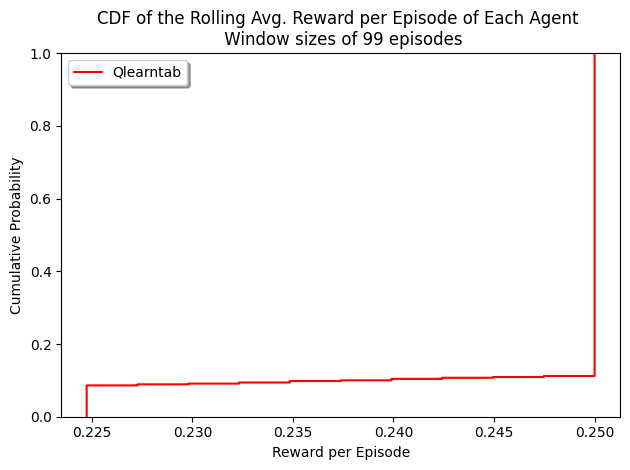 CDF of the Rolling Avg. Reward per Episode of Each Agent
Window sizes of 99 episodes
Qlearntab
Cumulative Probability
1.0
0.8
0.6
0.4
0.2
0.0
0.225 0.230 0.235 0.240 0.245 0.250
Reward per Episode